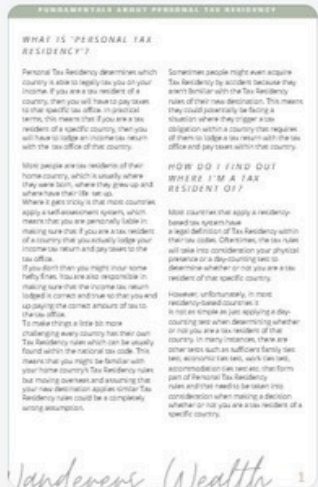 FUNDAMENTALS ABOUT PERSONAL TAX RESIDENCY
WHAT IS 'PERSONAL TAX
RESIDENCY'?
Personal Tax Residency determines which
country is able to legally tax you on your
income. If you are a tax resident of a
country, then you will have to pay taxes
to that specific tax office. In practical
terms, this means that if you are a tax
resident of a specific country, then you
will have to lodge an income tax return
with the tax office of that country.
Most people are tax residents of their
home country, which is usually where
they were born, where they grew up and
where have their life set up.
Where it gets tricky is that most countries
apply a self-assessment system, which
means that you are personally liable in
making sure that if you are a tax resident
of a country that you actually lodge your
income tax return and pay taxes to the
tax office.
If you don't than you might incur some
hefty fines. You are also responsible in
making sure that the income tax return
lodged is correct and true so that you end
up paying the correct amount of tax to
the tax office.
To make things a little bit more
challenging every country has their own
Tax Residency rules which can be usually
found within the national tax code. This
means that you might be familiar with
your home country's Tax Residency rules
but moving overseas and assuming that
your new destination applies similar Tax
Residency rules could be a completely
wrong assumption.
Sometimes people might even acquire
Tax Residency by accident because they
aren't familiar with the Tax Residency
rules of their new destination. This means
they could potentially be facing a
situation where they trigger a tax
obligation within a country that requires
of them to lodge a tax return with the tax
office and pay taxes within that country.
HOW DO I FIND OUT
WHERE I'M A TAX
RESIDENT OF?
Most countries that apply a residency-
based tax system have
a legal definition of Tax Residency within
their tax codes. Oftentimes, the tax rules
will take into consideration your physical
presence or a day-counting test to
determine whether or not you are a tax
resident of that specific country.
However, unfortunately, in most
residency-based countries it
is not as simple as just applying a day-
counting test when determining whether
or not you are a tax resident of that
country. In many instances, there are
other tests such as sufficient family ties
test, economic ties test, work ties test,
accommodation ties test etc. that form
part of Personal Tax Residency
rules and that need to be taken into
consideration when making a decision
whether or not you are a tax resident of a
specific country.
Wanderers Wealth
1